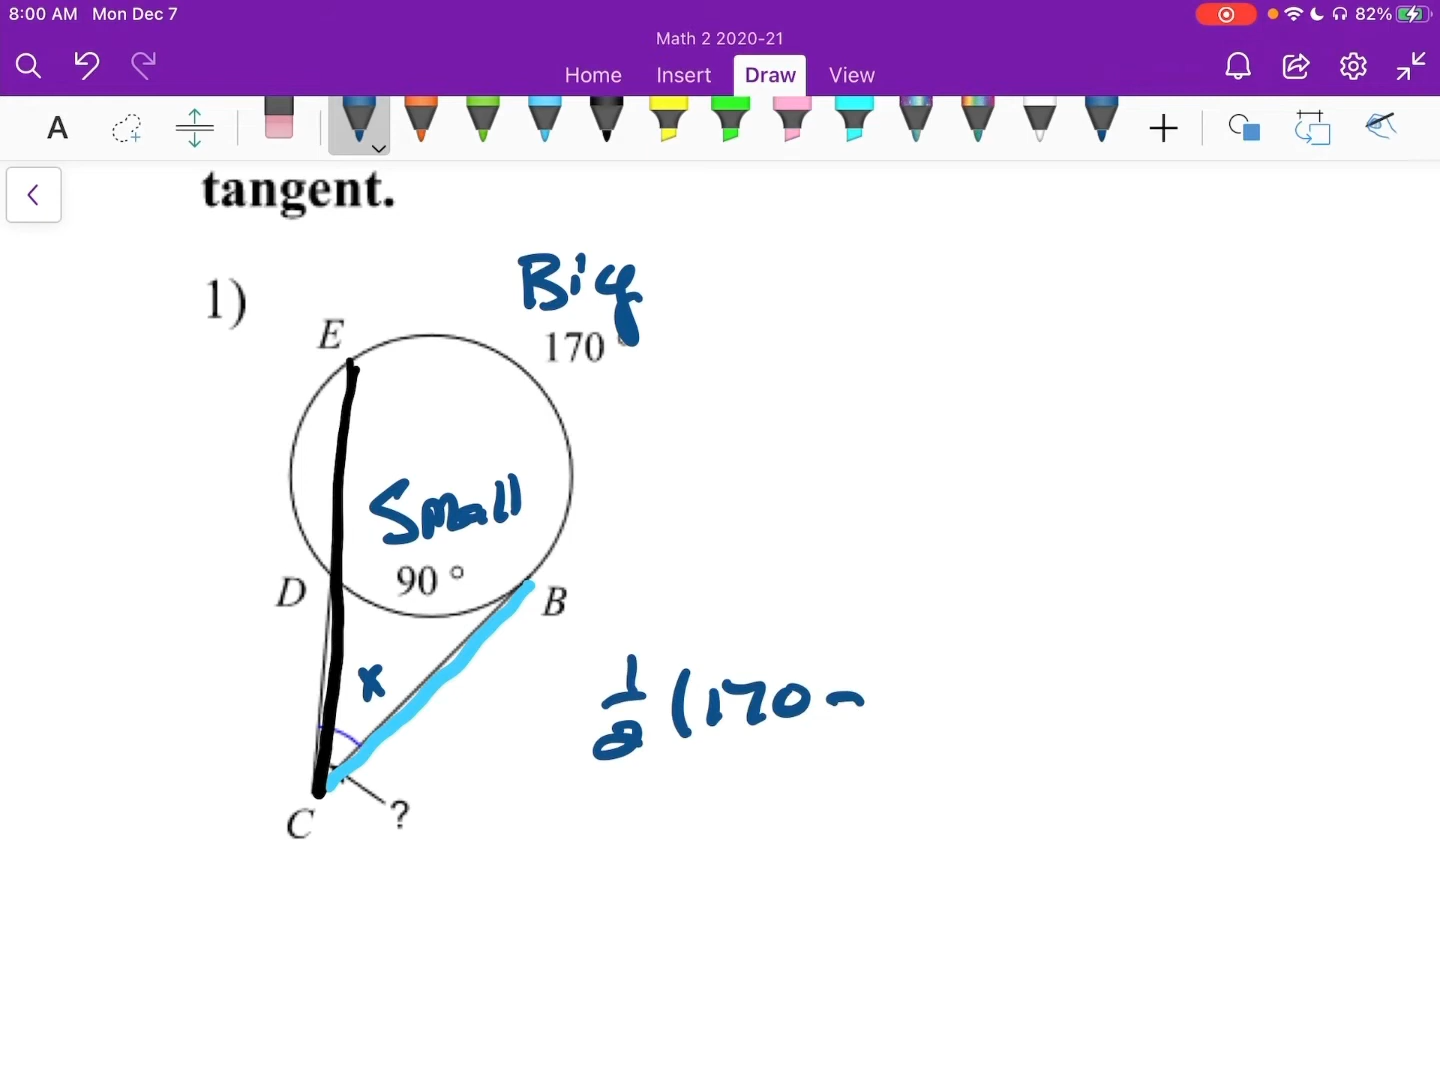 8:00 AM Mon Dec 7
82%
Math 2 2020-21
Home Insert Draw View
A
tangent.
1)
Big
E
170 °
Small
90 °
D
B
x
1/2 (170 -
C
?